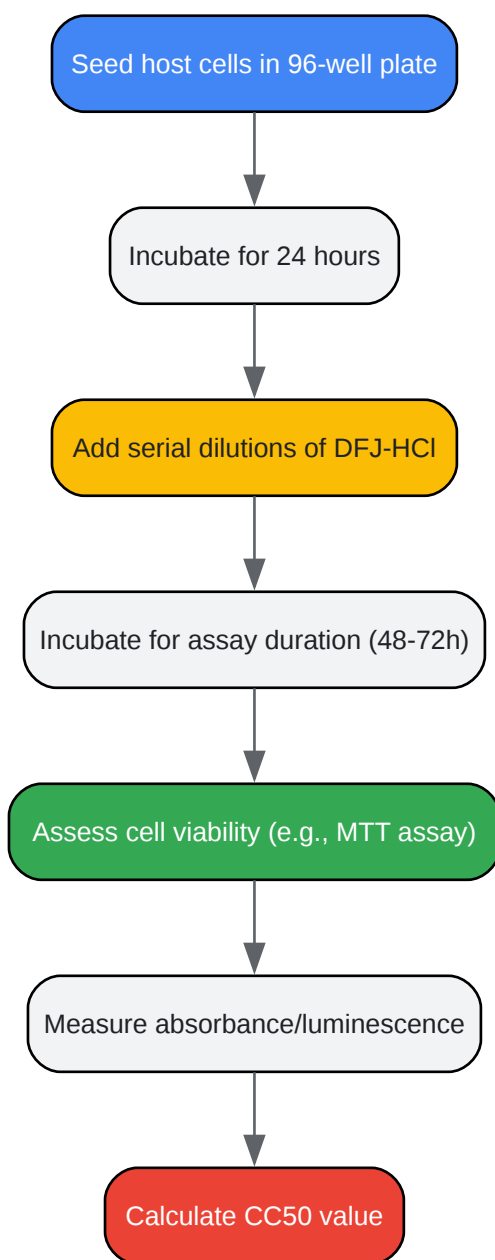 Seed host cells in 96-well plate
Incubate for 24 hours
Add serial dilutions of DFJ-HCl
Incubate for assay duration (48-72h)
Assess cell viability (e.g., MTT assay)
Measure absorbance/luminescence
Calculate CC50 value